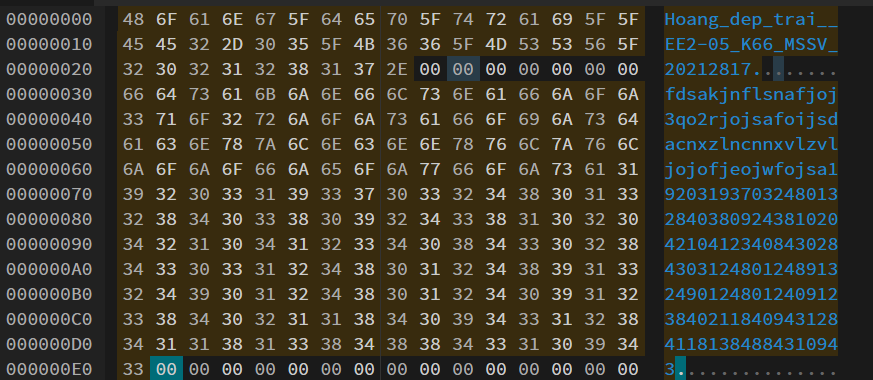 00000000 48 6F 61 6E 67 5F 64 65 70 5F 74 72 61 69 5F 5F Hoang_dep_trai__
00000010 45 45 32 2D 30 35 5F 4B 36 36 5F 4D 53 53 56 5F EE2-05_K66_MSSV_
00000020 32 30 32 31 32 38 31 37 2E 00 00 00 00 00 00 00 20212817........
00000030 66 64 73 61 6B 6A 6E 66 6C 73 6E 61 66 6A 6F 6A fdsakjnflsnafjoj
00000040 33 71 6F 32 72 6A 6F 6A 73 61 66 6F 69 6A 73 64 3qo2rjojsafoijsd
00000050 61 63 6E 78 7A 6C 6E 63 6E 6E 78 76 6C 7A 76 6C acnxzlncnnxvlzvl
00000060 6A 6F 6A 6F 66 6A 65 6F 6A 77 66 6F 6A 73 61 31 jojofjeojwfojsa1
00000070 39 32 30 33 31 39 33 37 30 33 32 34 38 30 31 33 9203193703248013
00000080 32 38 34 30 33 38 30 39 32 34 33 38 31 30 32 30 2840380924381020
00000090 34 32 31 30 34 31 32 33 34 30 38 34 33 30 32 38 4210412340843028
000000A0 34 33 30 33 31 32 34 38 30 31 32 34 38 39 31 33 4303124801248913
000000B0 32 34 39 30 31 32 34 38 30 31 32 34 30 39 31 32 2490124801240912
000000C0 33 38 34 30 32 31 31 38 34 30 39 34 33 31 32 38 3840211840943128
000000D0 34 31 31 38 31 33 38 34 38 38 34 33 31 30 39 34 4118138488431094
000000E0 33 00 00 00 00 00 00 00 00 00 00 00 00 00 00 00 3...............